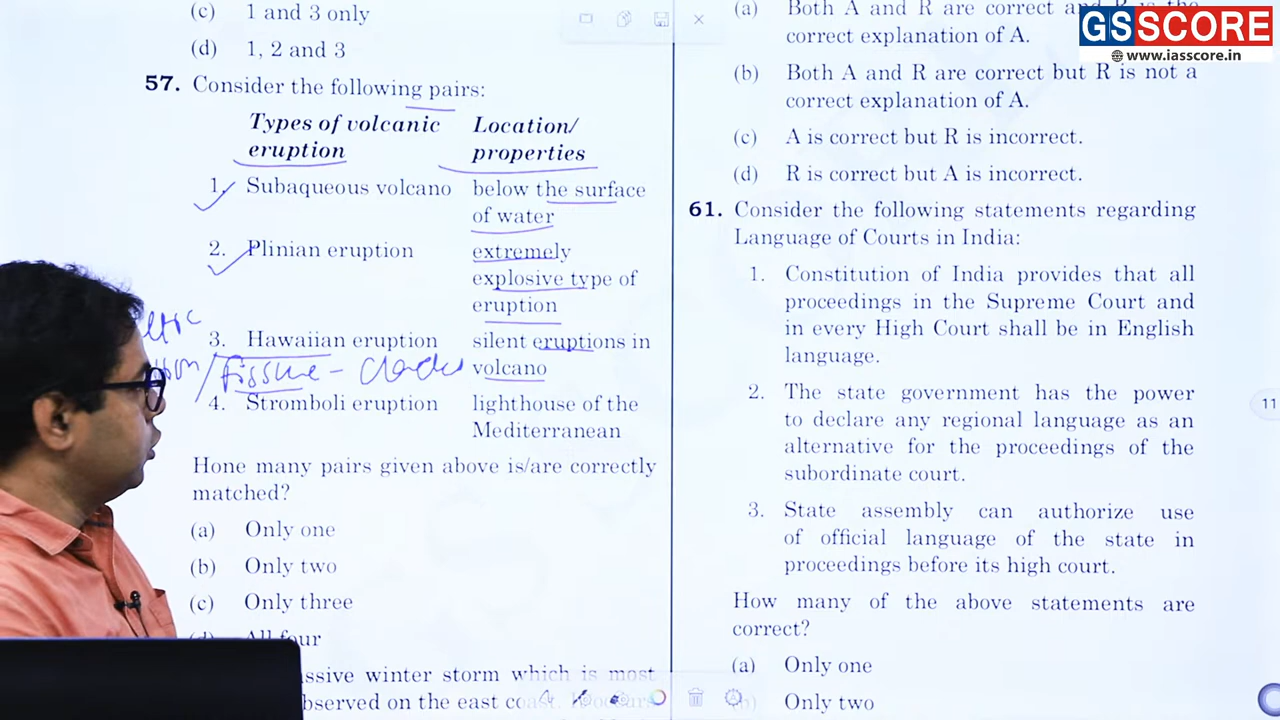 (c) 1 and 3 only
(d) 1, 2 and 3
57. Consider the following pairs:
Types of volcanic eruption
Location/ properties
1. Subaqueous volcano below the surface
of water
2. Plinian eruption extremely
explosive type of
eruption
3. Hawaiian eruption silent eruptions in
volcano
fissure -
4. Stromboli eruption lighthouse of the
Mediterranean
Hone many pairs given above is/are correctly
matched?
(a) Only one
(b) Only two
(c) Only three
All four
ssive winter storm which is most
bserved on the east
(a) Both A and R are correct and R is the
correct explanation of A.
(b) Both A and R are correct but R is not a
correct explanation of A.
(c) A is correct but R is incorrect.
(d) R is correct but A is incorrect.
61. Consider the following statements regarding
Language of Courts in India:
1. Constitution of India provides that all
proceedings in the Supreme Court and
in every High Court shall be in English
language.
2. The state government has the power
to declare any regional language as an
alternative for the proceedings of the
subordinate court.
3. State assembly can authorize use
of official language of the state in
proceedings before its high court.
How many of the above statements are
correct?
(a) Only one
(b) Only two
GSSCORE
www.iasscore.in
11